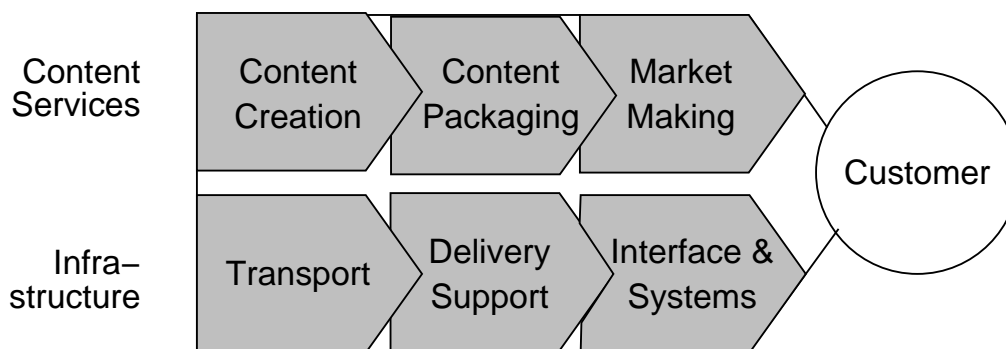 Content
Services
Content
Creation
Content
Packaging
Market
Making
Customer
Infra–
structure
Transport
Delivery
Support
Interface &
Systems